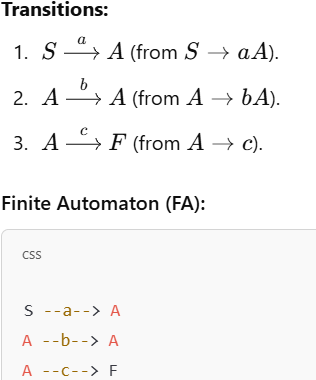 Transitions:
1. S —a→ A (from S → aA).
2. A —b→ A (from A → bA).
3. A —c→ F (from A → c).
Finite Automaton (FA):
css
S --a--> A
A --b--> A
A --c--> F